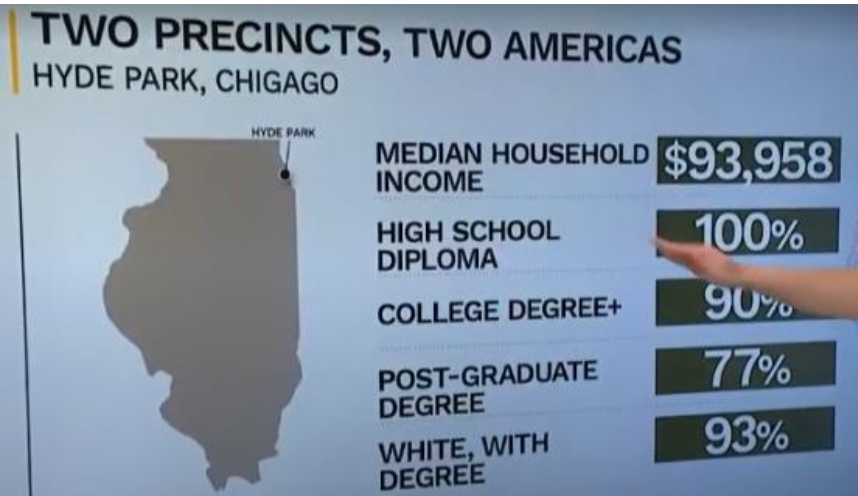 TWO PRECINCTS, TWO AMERICAS
HYDE PARK, CHIGAGO
HYDE PARK
MEDIAN HOUSEHOLD
INCOME
$93,958
HIGH SCHOOL
DIPLOMA
100%
COLLEGE DEGREE+
90%
POST-GRADUATE
DEGREE
77%
WHITE, WITH
DEGREE
93%